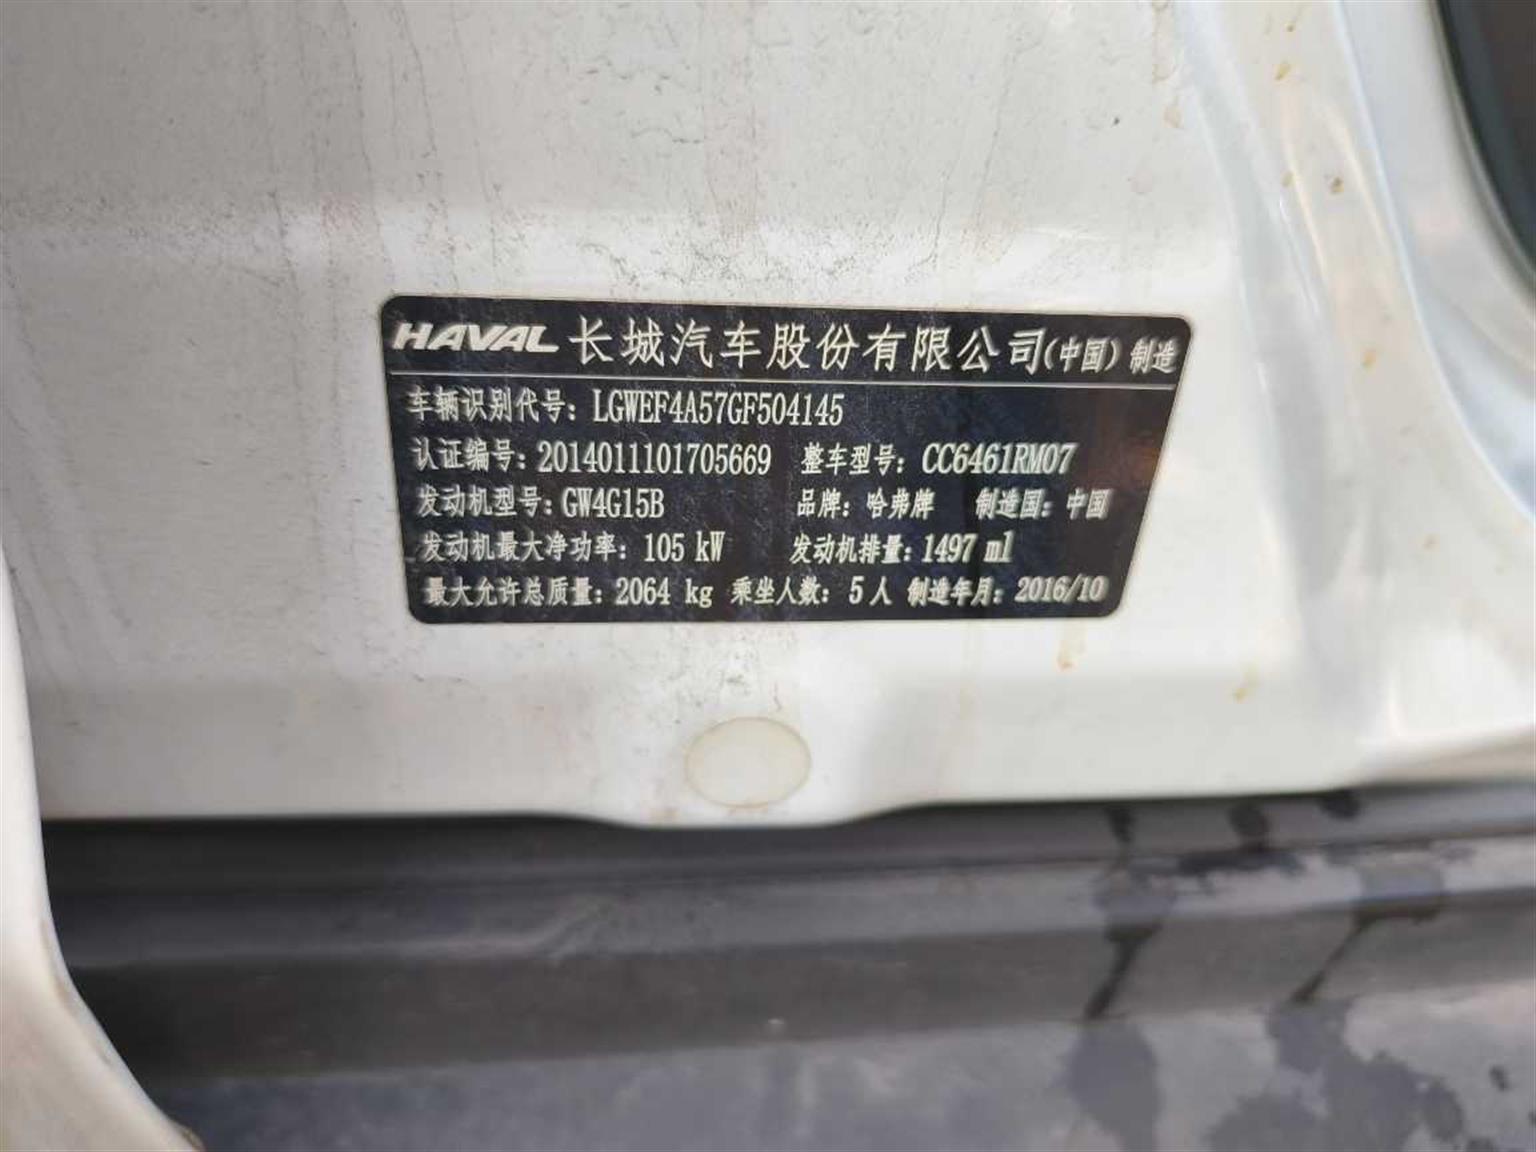 HAVAL 长城汽车股份有限公司(中国)制造
车辆识别代号：LGWEF4A57GF504145
认证编号：2014011101705669 整车型号：CC6461RM07
发动机型号：GW4G15B 品牌：哈弗牌 制造国：中国
发动机最大净功率：105 kW 发动机排量：1497 ml
最大允许总质量：2064 kg 乘坐人数：5人 制造年月：2016/10